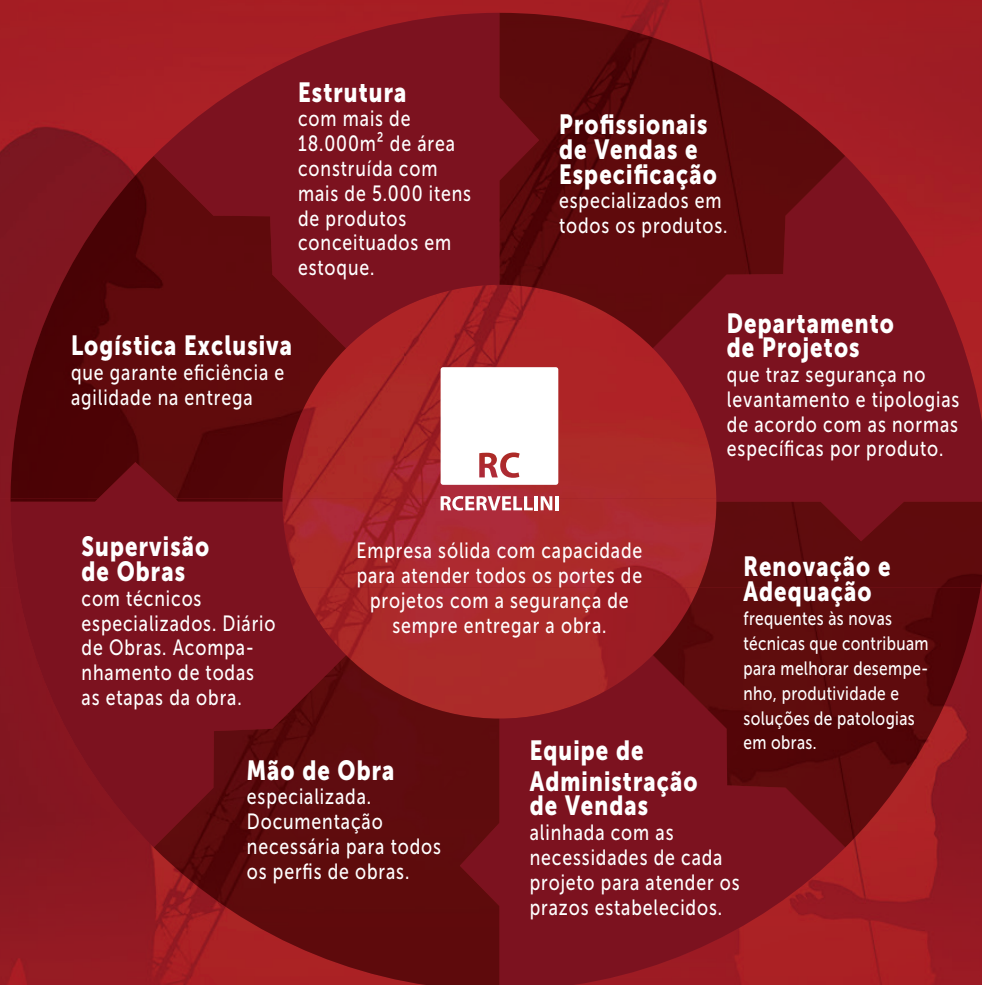 Estrutura
com mais de
18.000m² de área
construída com
mais de 5.000 itens
de produtos
conceituados em
estoque.
Profissionais
de Vendas e
Especificação
especializados em
todos os produtos.
Departamento
de Projetos
que traz segurança no
levantamento e tipologias
de acordo com as normas
específicas por produto.
Renovação e
Adequação
frequentes às novas
técnicas que contribuam
para melhorar desempe-
nho, produtividade e
soluções de patologias
em obras.
Equipe de
Administração
de Vendas
alinhada com as
necessidades de cada
projeto para atender os
prazos estabelecidos.
Mão de Obra
especializada.
Documentação
necessária para todos
os perfis de obras.
Supervisão
de Obras
com técnicos
especializados. Diário
de Obras. Acompa-
nhamento de todas
as etapas da obra.
Logística Exclusiva
que garante eficiência e
agilidade na entrega
RC
RCERVELLINI
Empresa sólida com capacidade
para atender todos os portes de
projetos com a segurança de
sempre entregar a obra.